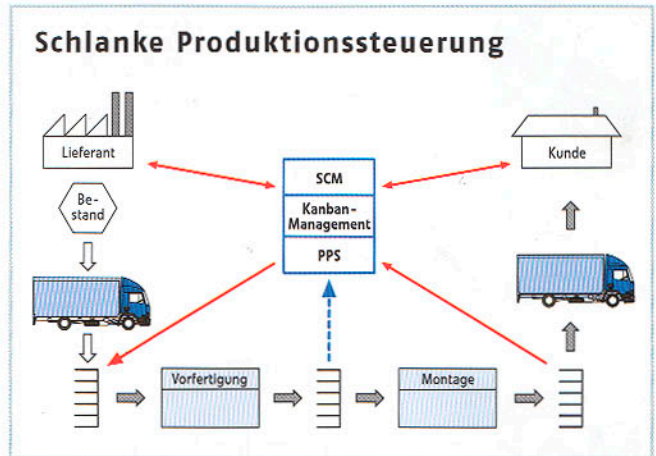 Schlanke Produktionssteuerung
Lieferant
Kunde
SCM
Be-
stand
Kanban-
Management
PPS
Vorfertigung
Montage